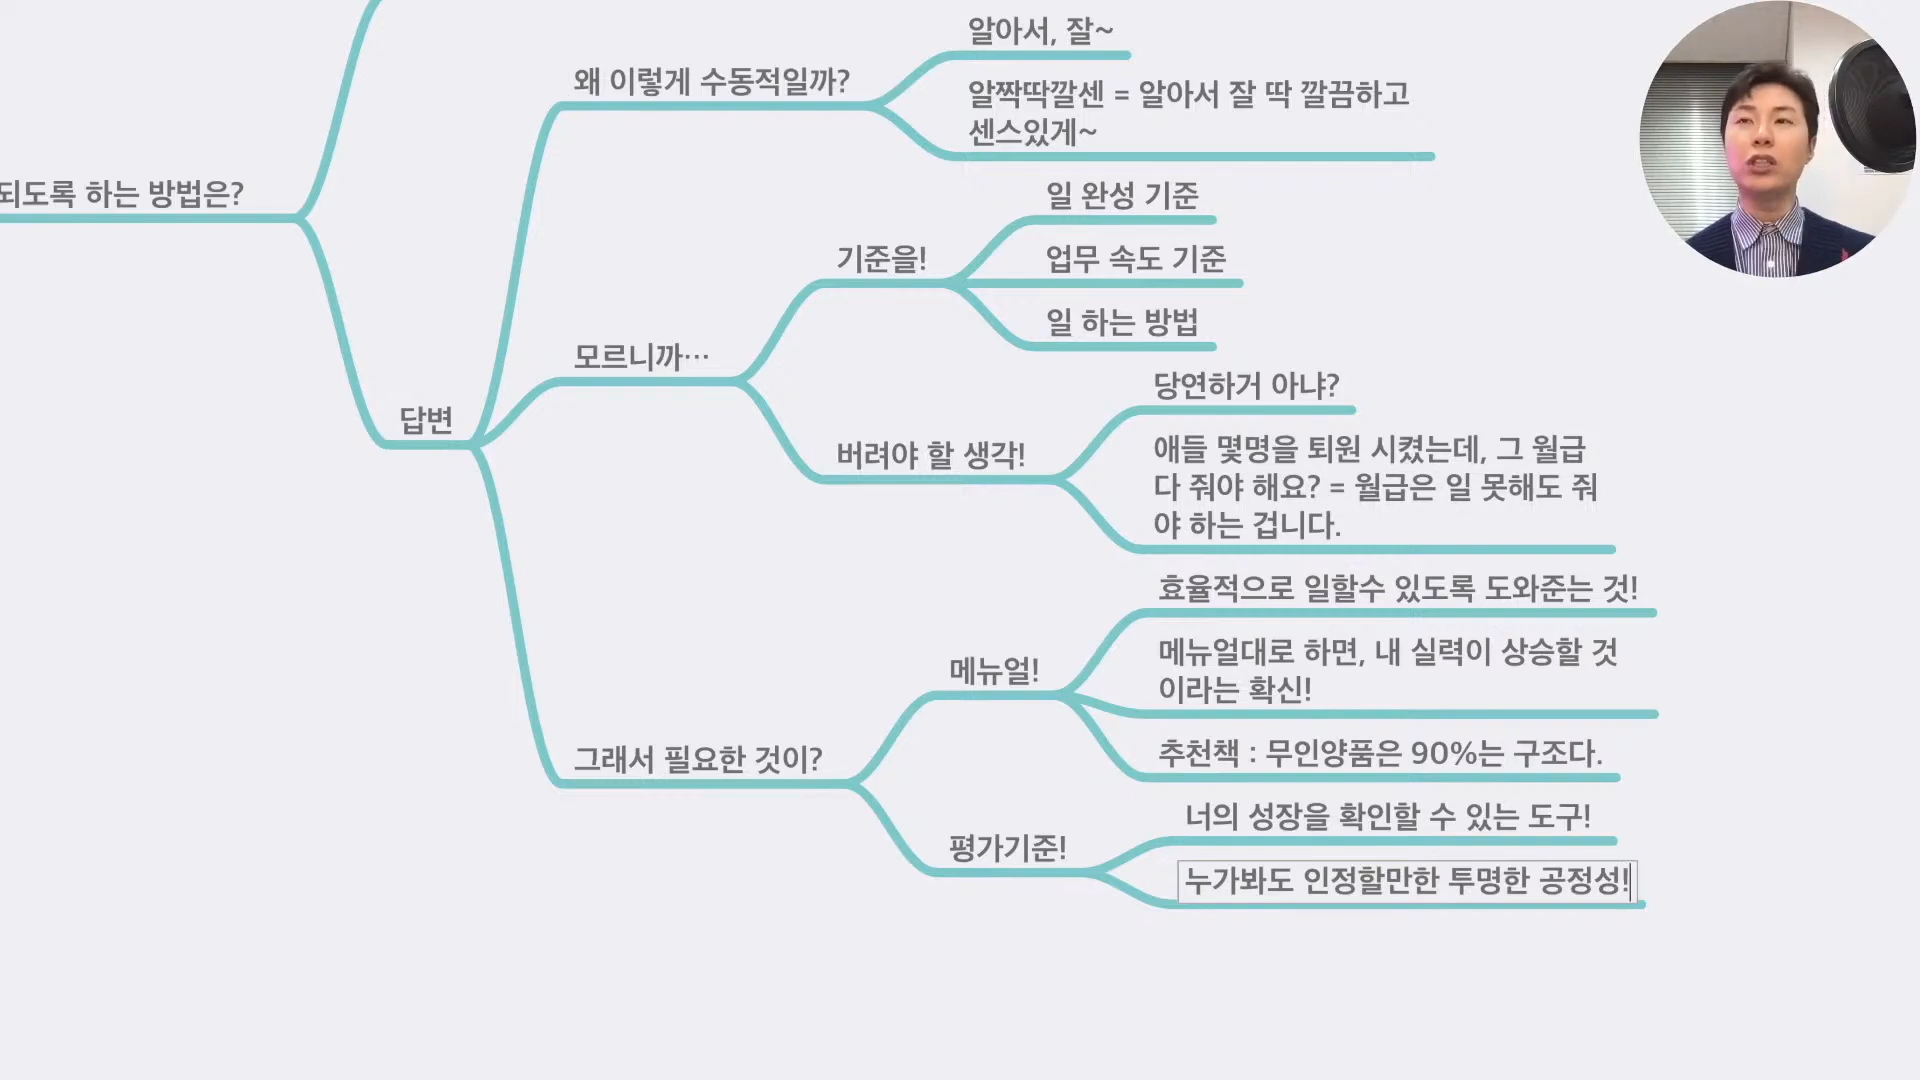 되도록 하는 방법은?
답변
왜 이렇게 수동적일까?
알아서, 잘~
알짝딱깔센 = 알아서 잘 딱 깔끔하고
센스있게~
모르니까…
기준을!
일 완성 기준
업무 속도 기준
일 하는 방법
버려야 할 생각!
당연하거 아냐?
애들 몇명을 퇴원 시켰는데, 그 월급
다 줘야 해요? = 월급은 일 못해도 줘
야 하는 겁니다.
그래서 필요한 것이?
메뉴얼!
효율적으로 일할수 있도록 도와준는 것!
메뉴얼대로 하면, 내 실력이 상승할 것
이라는 확신!
추천책 : 무인양품은 90%는 구조다.
평가기준!
너의 성장을 확인할 수 있는 도구!
누가봐도 인정할만한 투명한 공정성!